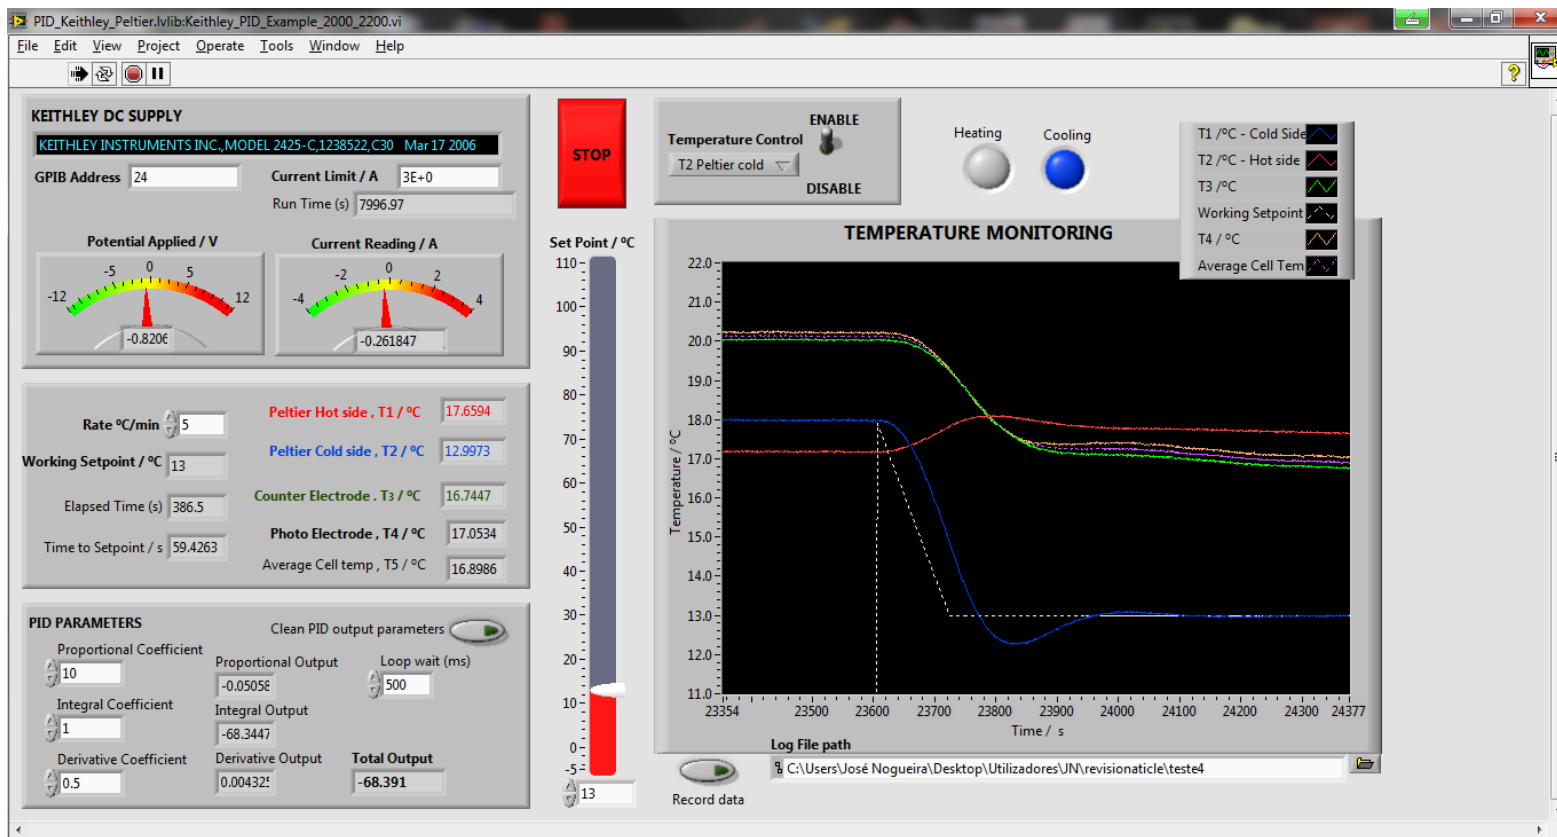 PID_Keithley_Peltier.lvlib:Keithley_PID_Example_2000_2200.vi
File Edit View Project Operate Tools Window Help
KEITHLEY DC SUPPLY
KEITHLEY INSTRUMENTS INC.,MODEL 2425-C,1238522,C30 Mar 17 2006
GPIB Address 24
Current Limit / A 3E+0
Run Time (s) 7996.97
Potential Applied / V
-12 -5 0 5 12
-0.8206
Current Reading / A
-4 -2 0 2 4
-0.261847
Rate ºC/min 5
Working Setpoint / ºC 13
Elapsed Time (s) 386.5
Time to Setpoint / s 59.4263
Peltier Hot side , T1 / ºC 17.6594
Peltier Cold side , T2 / ºC 12.9973
Counter Electrode . T3 / ºC 16.7447
Photo Electrode , T4 / ºC 17.0534
Average Cell temp , T5 / ºC 16.8986
PID PARAMETERS
Clean PID output parameters
Proportional Coefficient
10
Integral Coefficient
1
Derivative Coefficient
0.5
Proportional Output
-0.05058
Integral Output
-68.3447
Derivative Output
0.00432
Loop wait (ms)
500
Total Output
-68.391
STOP
Set Point / ºC
110
100
90
80
70
60
50
40
30
20
10
0
-5
13
Temperature Control
T2 Peltier cold
ENABLE
DISABLE
Heating
Cooling
T1 /ºC - Cold Side
T2 /ºC - Hot side
T3 /ºC
Working Setpoint
T4 / ºC
Average Cell Tem
TEMPERATURE MONITORING
Temperature / ºC
22.0
21.0
20.0
19.0
18.0
17.0
16.0
15.0
14.0
13.0
12.0
11.0
23354 23500 23600 23700 23800 23900 24000 24100 24200 24300 24377
Time / s
Log File path
C:\Users\José Nogueira\Desktop\Utilizadores\JN\revisionaticle\teste4
Record data